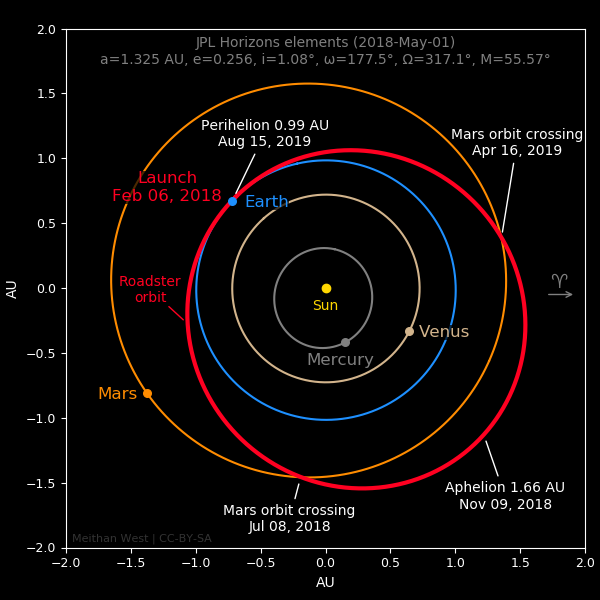 JPL Horizons elements (2018-May-01)
a=1.325 AU, e=0.256, i=1.08°, ω=177.5°, Ω=317.1°, M=55.57°
Perihelion 0.99 AU
Aug 15, 2019
Mars orbit crossing
Apr 16, 2019
Launch
Feb 06, 2018
Earth
Roadster
orbit
♈
Sun
Venus
Mercury
Mars
Aphelion 1.66 AU
Nov 09, 2018
Mars orbit crossing
Jul 08, 2018
Meithan West | CC-BY-SA
2.0
1.5
1.0
0.5
0.0
−0.5
−1.0
−1.5
−2.0
AU
−2.0 −1.5 −1.0 −0.5 0.0 0.5 1.0 1.5 2.0
AU